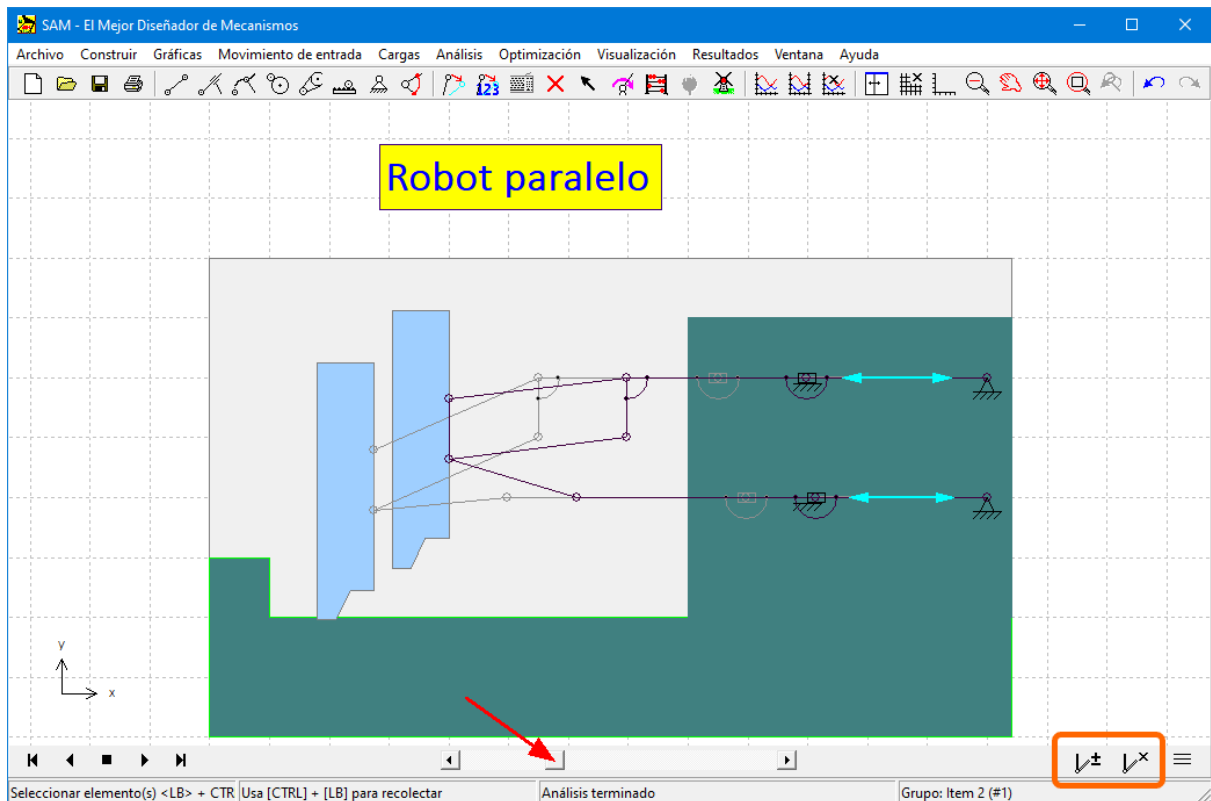 SAM - El Mejor Diseñador de Mecanismos
Archivo Construir Gráficas Movimiento de entrada Cargas Análisis Optimización Visualización Resultados Ventana Ayuda
123
Robot paralelo
y
x
Seleccionar elemento(s) <LB> + CTR Usa [CTRL] + [LB] para recolectar Análisis terminado Grupo: Item 2 (#1)